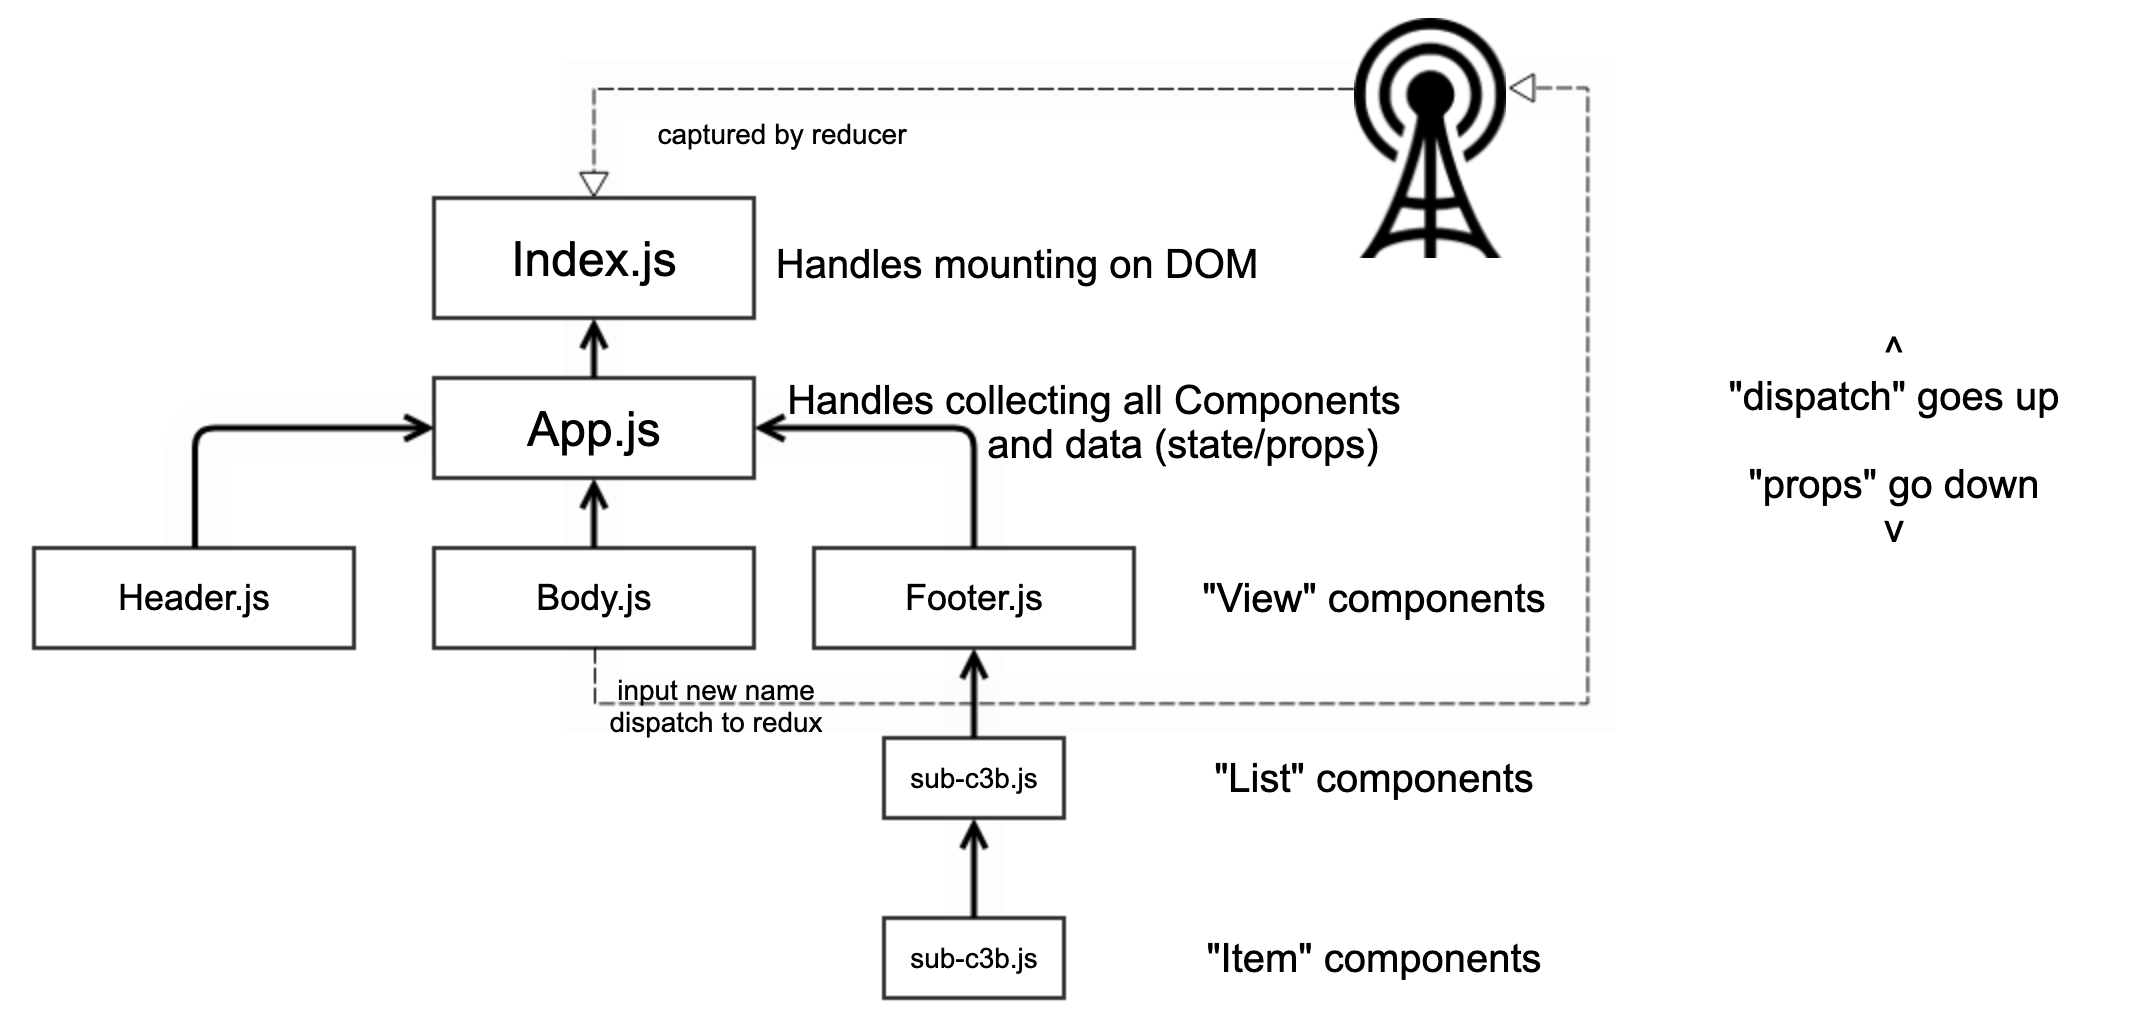 captured by reducer
Index.js
Handles mounting on DOM
^
"dispatch" goes up
"props" go down
v
App.js
Handles collecting all Components
and data (state/props)
Header.js
Body.js
Footer.js
"View" components
input new name
dispatch to redux
sub-c3b.js
"List" components
sub-c3b.js
"Item" components